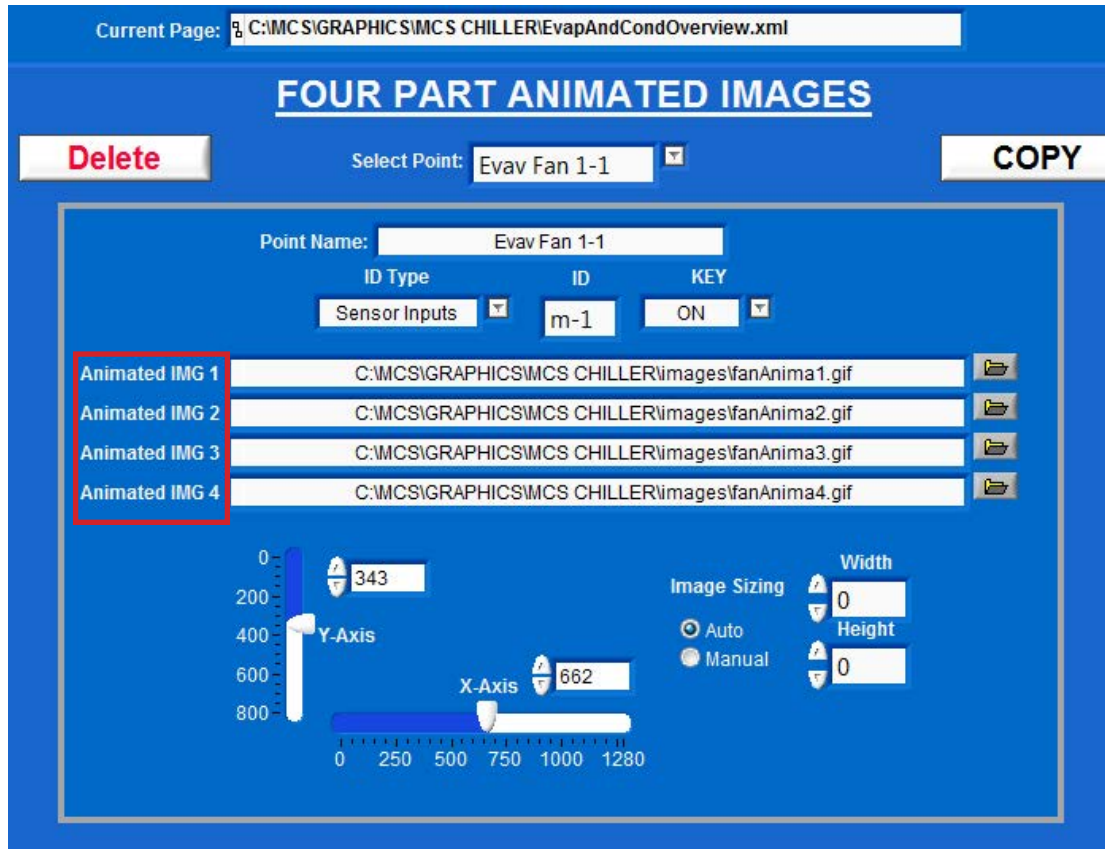 Current Page: C:\MCS\GRAPHICS\MCS CHILLER\EvapAndCondOverview.xml
FOUR PART ANIMATED IMAGES
Delete
Select Point: Evav Fan 1-1
COPY
Point Name: Evav Fan 1-1
ID Type ID KEY
Sensor Inputs m-1 ON
Animated IMG 1 C:\MCS\GRAPHICS\MCS CHILLER\images\fanAnima1.gif
Animated IMG 2 C:\MCS\GRAPHICS\MCS CHILLER\images\fanAnima2.gif
Animated IMG 3 C:\MCS\GRAPHICS\MCS CHILLER\images\fanAnima3.gif
Animated IMG 4 C:\MCS\GRAPHICS\MCS CHILLER\images\fanAnima4.gif
0
200
400
600
800
343
Y-Axis
X-Axis 662
0 250 500 750 1000 1280
Image Sizing
Auto
Manual
Width
0
Height
0